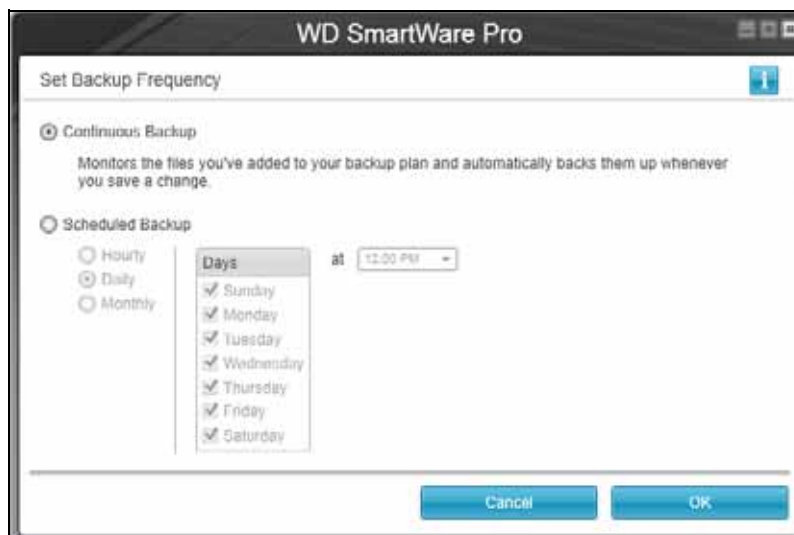 WD SmartWare Pro
Set Backup Frequency
i
Continuous Backup
Monitors the files you've added to your backup plan and automatically backs them up whenever
you save a change.
Scheduled Backup
Hourly
Daily
Monthly
Days
Sunday
Monday
Tuesday
Wednesday
Thursday
Friday
Saturday
at 12:00 PM
Cancel OK